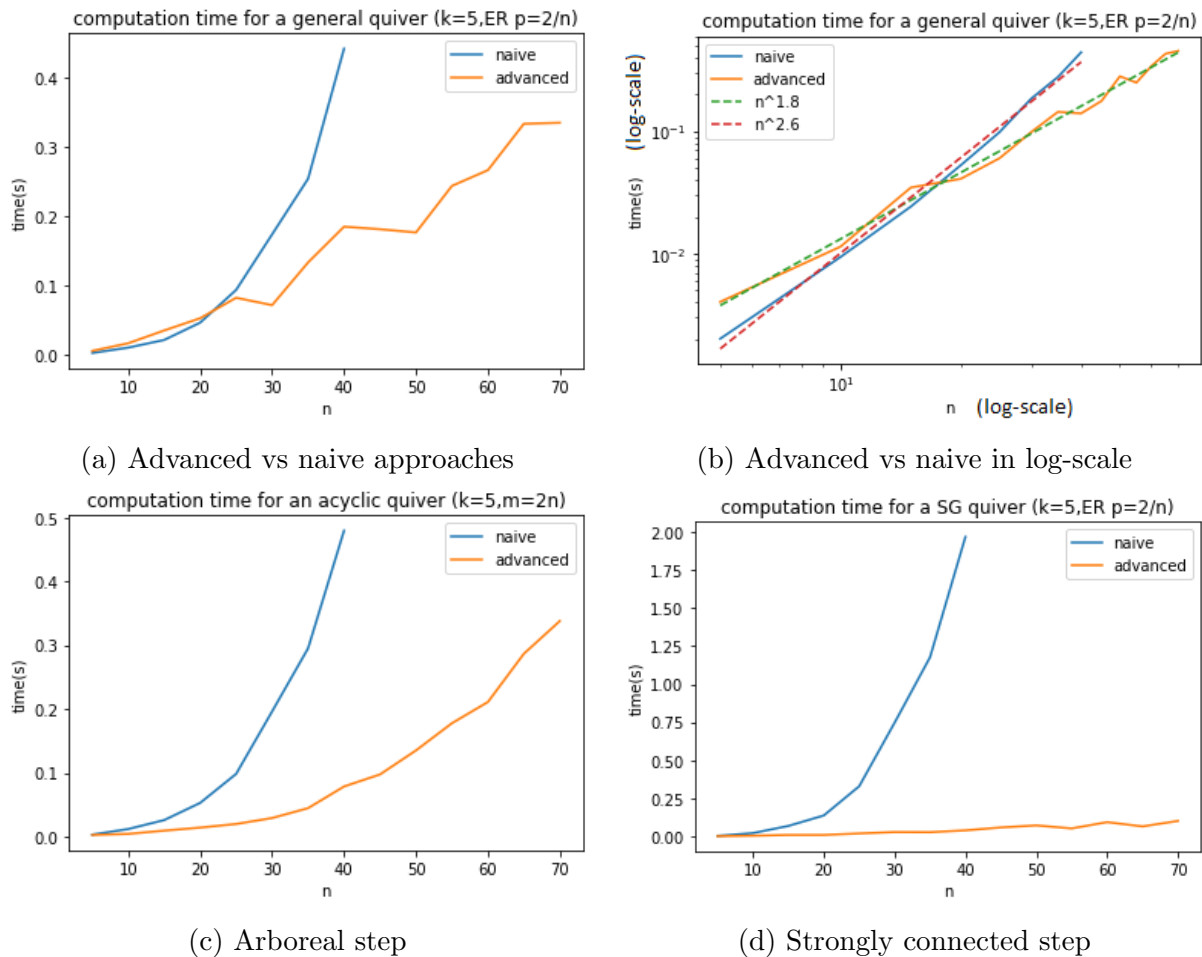 computation time for a general quiver (k=5,ER p=2/n)
naive
advanced
time(s)
0.4
0.3
0.2
0.1
0.0
10 20 30 40 50 60 70
n
(a) Advanced vs naive approaches
computation time for a general quiver (k=5,ER p=2/n)
naive
advanced
n^1.8
n^2.6
(log-scale)
time(s)
10^-1
10^-2
10^1
n (log-scale)
(b) Advanced vs naive in log-scale
computation time for an acyclic quiver (k=5,m=2n)
naive
advanced
time(s)
0.5
0.4
0.3
0.2
0.1
0.0
10 20 30 40 50 60 70
n
(c) Arboreal step
computation time for a SG quiver (k=5,ER p=2/n)
naive
advanced
time(s)
2.00
1.75
1.50
1.25
1.00
0.75
0.50
0.25
0.00
10 20 30 40 50 60 70
n
(d) Strongly connected step